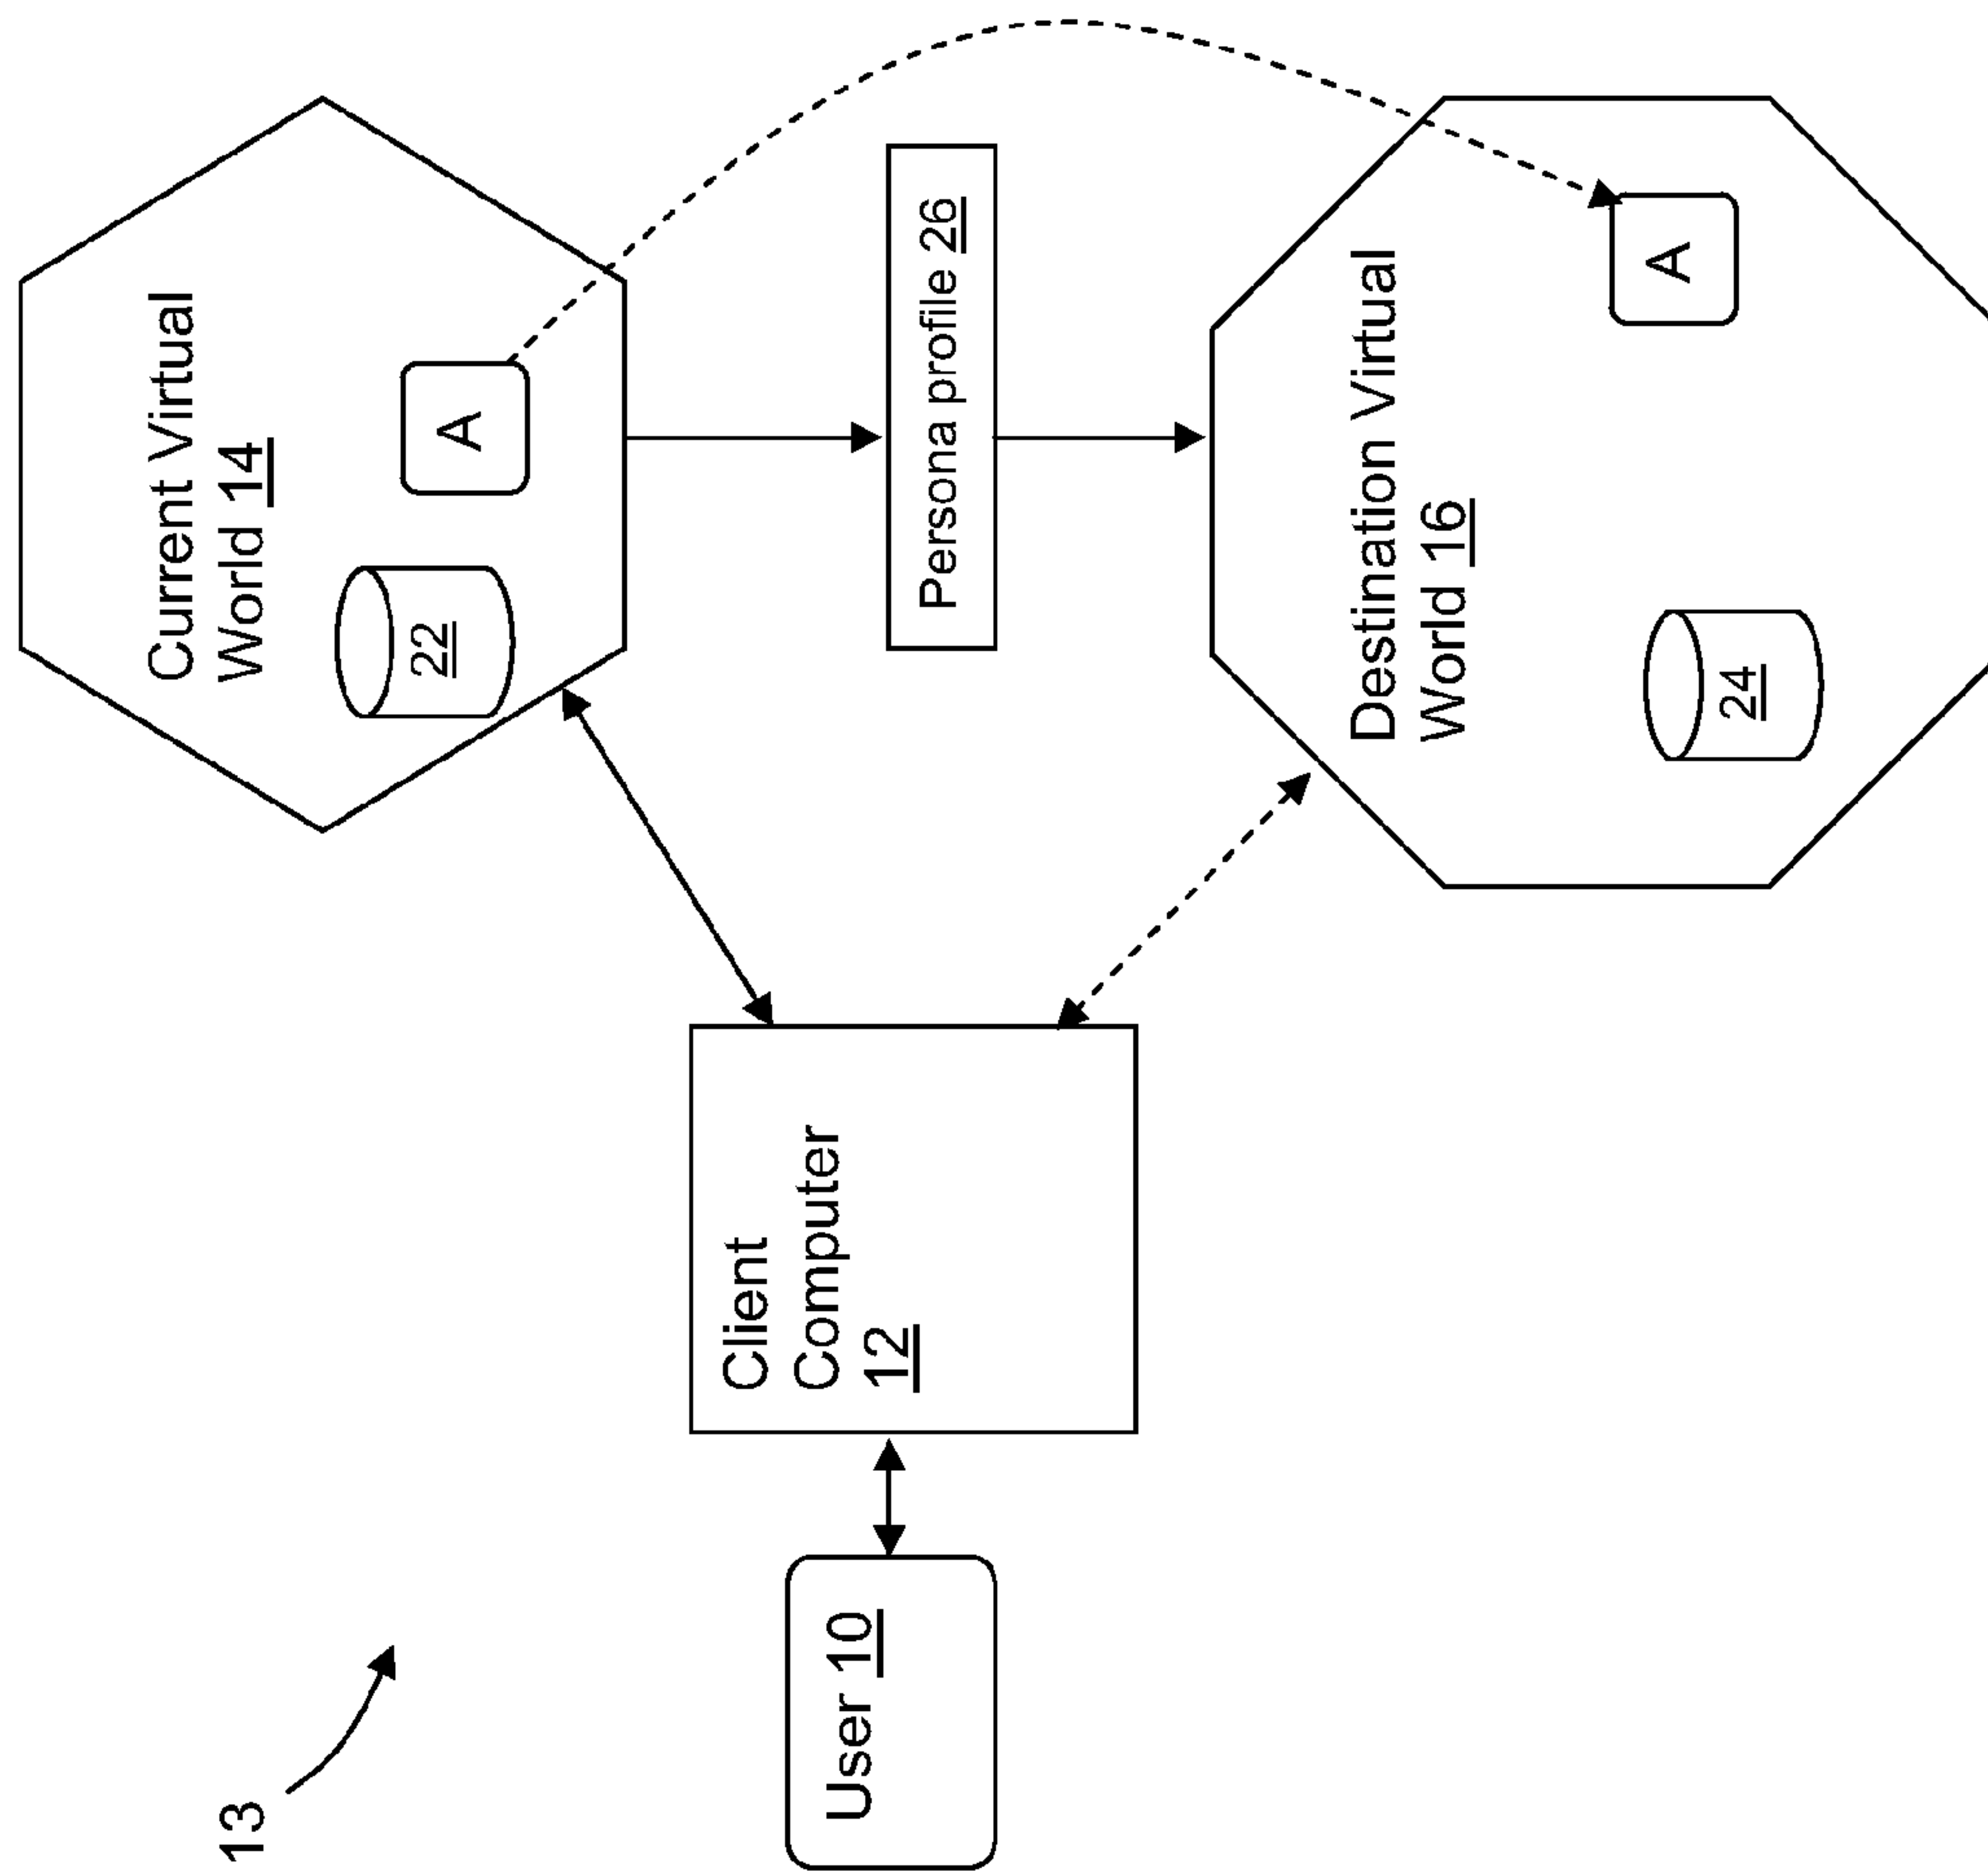 13
User 10
Client
Computer
12
Current Virtual
World 14
22
A
Persona profile 26
Destination Virtual
World 16
24
A